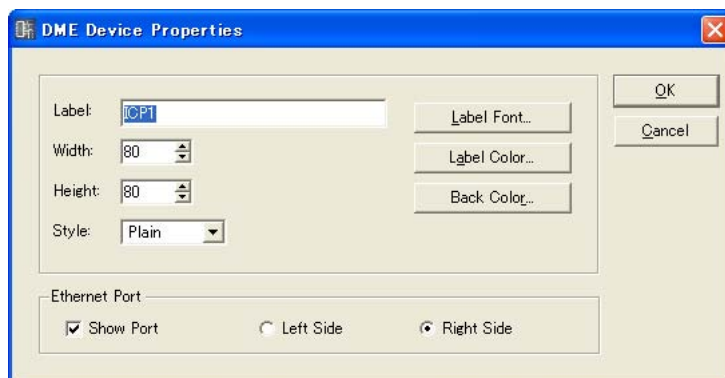 DME Device Properties
Label: ICP1
Label Font...
OK
Width: 80
Label Color...
Cancel
Height: 80
Back Color...
Style: Plain
Ethernet Port
Show Port Left Side Right Side